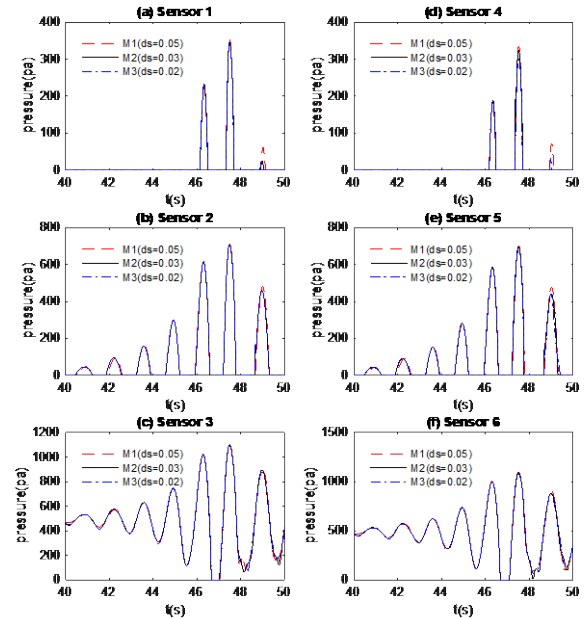 (a) Sensor 1
400
300
200
100
0
pressure(pa)
M1(ds=0.05)
M2(ds=0.03)
M3(ds=0.02)
40 42 44 46 48 50
t(s)
(d) Sensor 4
400
300
200
100
0
pressure(pa)
M1(ds=0.05)
M2(ds=0.03)
M3(ds=0.02)
40 42 44 46 48 50
t(s)
(b) Sensor 2
800
600
400
200
0
pressure(pa)
M1(ds=0.05)
M2(ds=0.03)
M3(ds=0.02)
40 42 44 46 48 50
t(s)
(e) Sensor 5
800
600
400
200
0
pressure(pa)
M1(ds=0.05)
M2(ds=0.03)
M3(ds=0.02)
40 42 44 46 48 50
t(s)
(c) Sensor 3
1200
1000
800
600
400
200
0
pressure(pa)
M1(ds=0.05)
M2(ds=0.03)
M3(ds=0.02)
40 42 44 46 48 50
t(s)
(f) Sensor 6
1500
1000
500
0
pressure(pa)
M1(ds=0.05)
M2(ds=0.03)
M3(ds=0.02)
40 42 44 46 48 50
t(s)